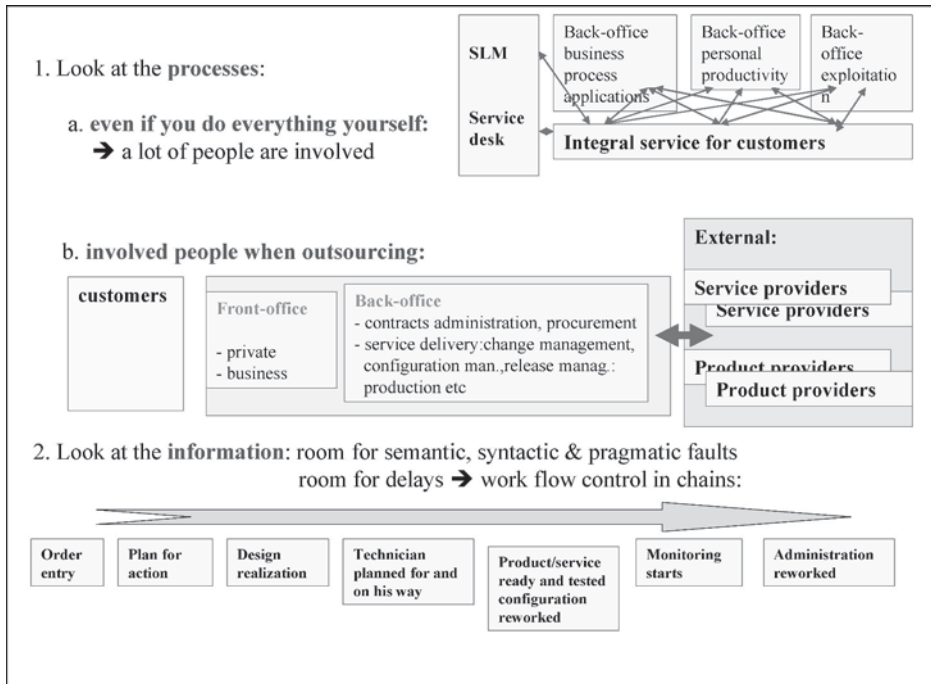 1. Look at the processes:
a. even if you do everything yourself:
➔ a lot of people are involved
SLM
Service
desk
Back-office
business
process
applications
Back-office
personal
productivity
Back-
office
exploitatio
n
Integral service for customers
b. involved people when outsourcing:
customers
Front-office
- private
- business
Back-office
- contracts administration, procurement
- service delivery:change management,
configuration man.,release manag.:
production etc
External:
Service providers
Service providers
Product providers
Product providers
2. Look at the information: room for semantic, syntactic & pragmatic faults
room for delays ➔ work flow control in chains:
Order
entry
Plan for
action
Design
realization
Technician
planned for and
on his way
Product/service
ready and tested
configuration
reworked
Monitoring
starts
Administration
reworked